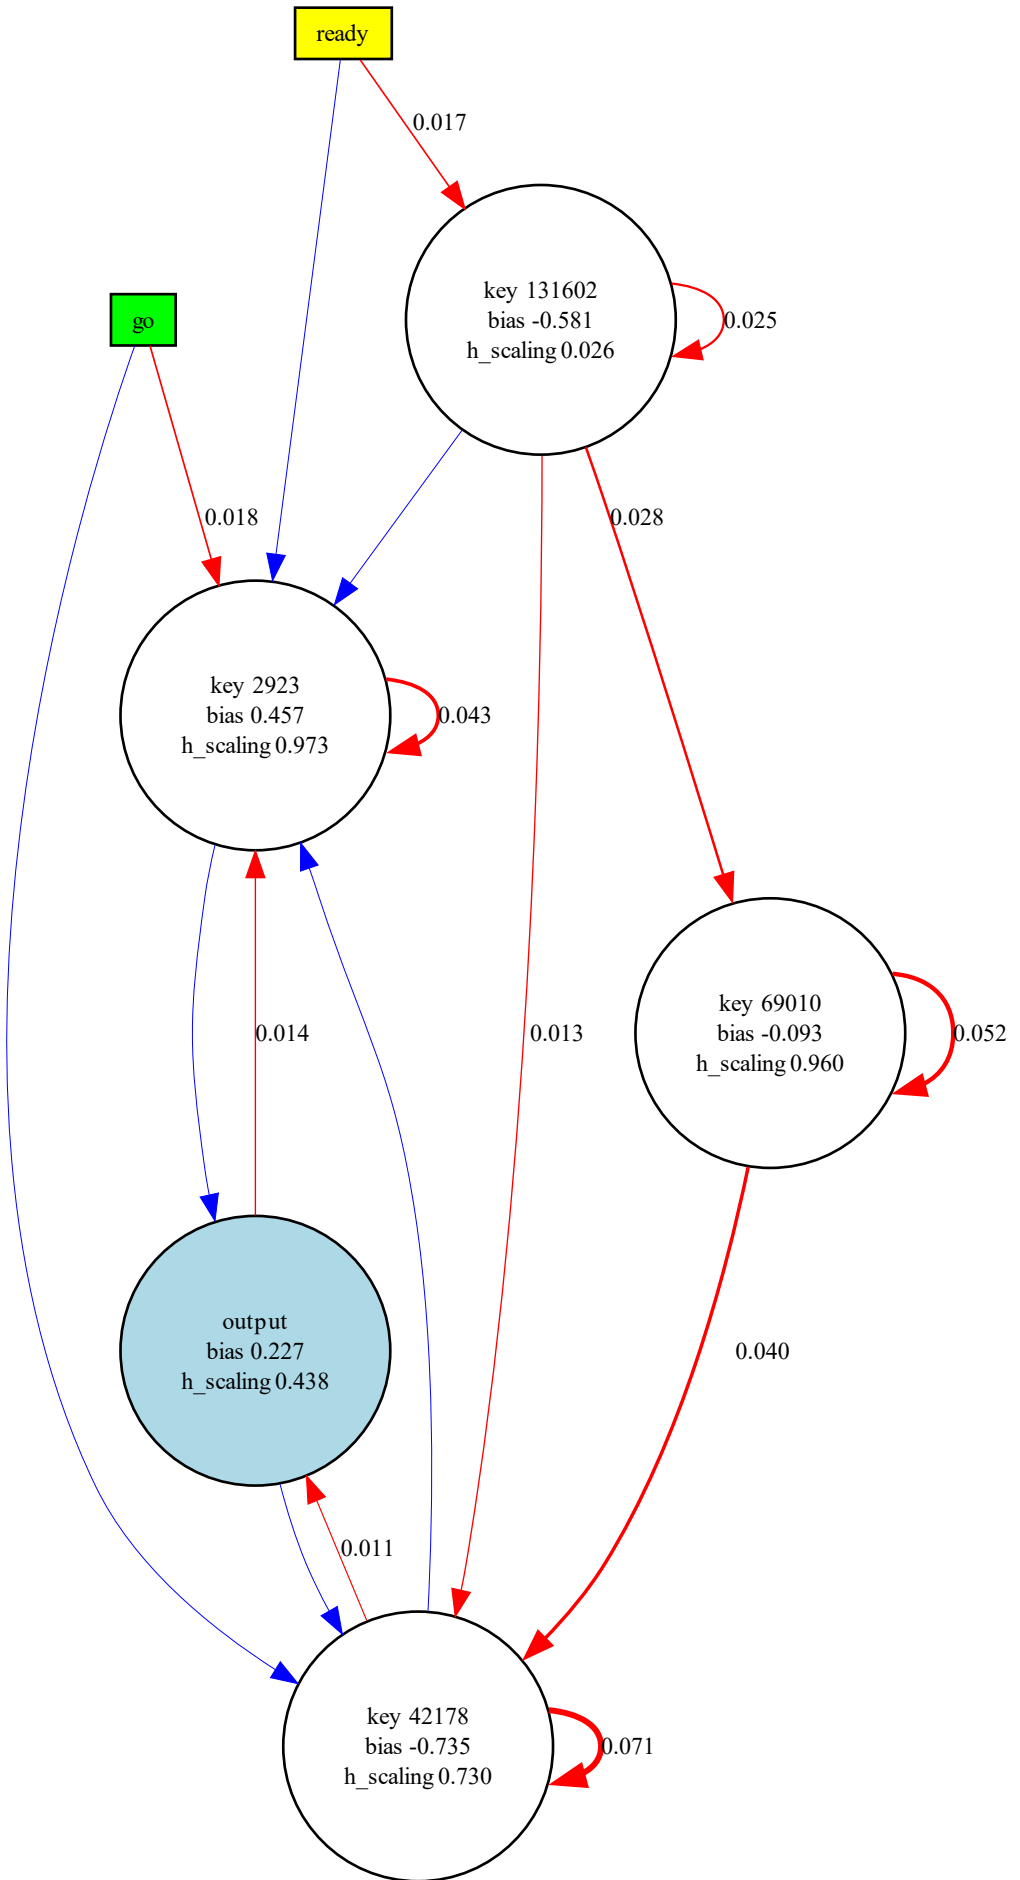 ready
0.017
key 131602
bias -0.581
h_scaling 0.026
0.025
go
0.018
0.028
key 2923
bias 0.457
h_scaling 0.973
0.043
key 69010
bias -0.093
h_scaling 0.960
0.052
0.014
0.013
output
bias 0.227
h_scaling 0.438
0.040
0.011
key 42178
bias -0.735
h_scaling 0.730
0.071